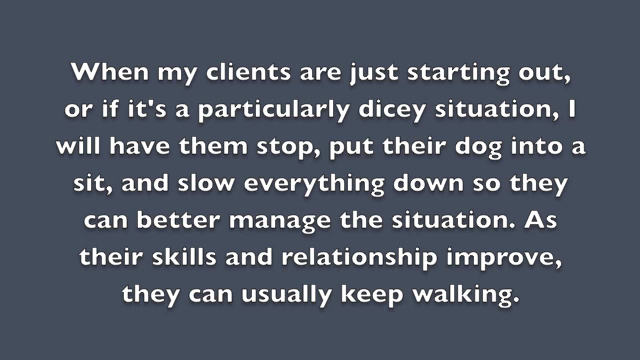 When my clients are just starting out,
or if it's a particularly dicey situation, I
will have them stop, put their dog into a
sit, and slow everything down so they
can better manage the situation. As
their skills and relationship improve,
they can usually keep walking.